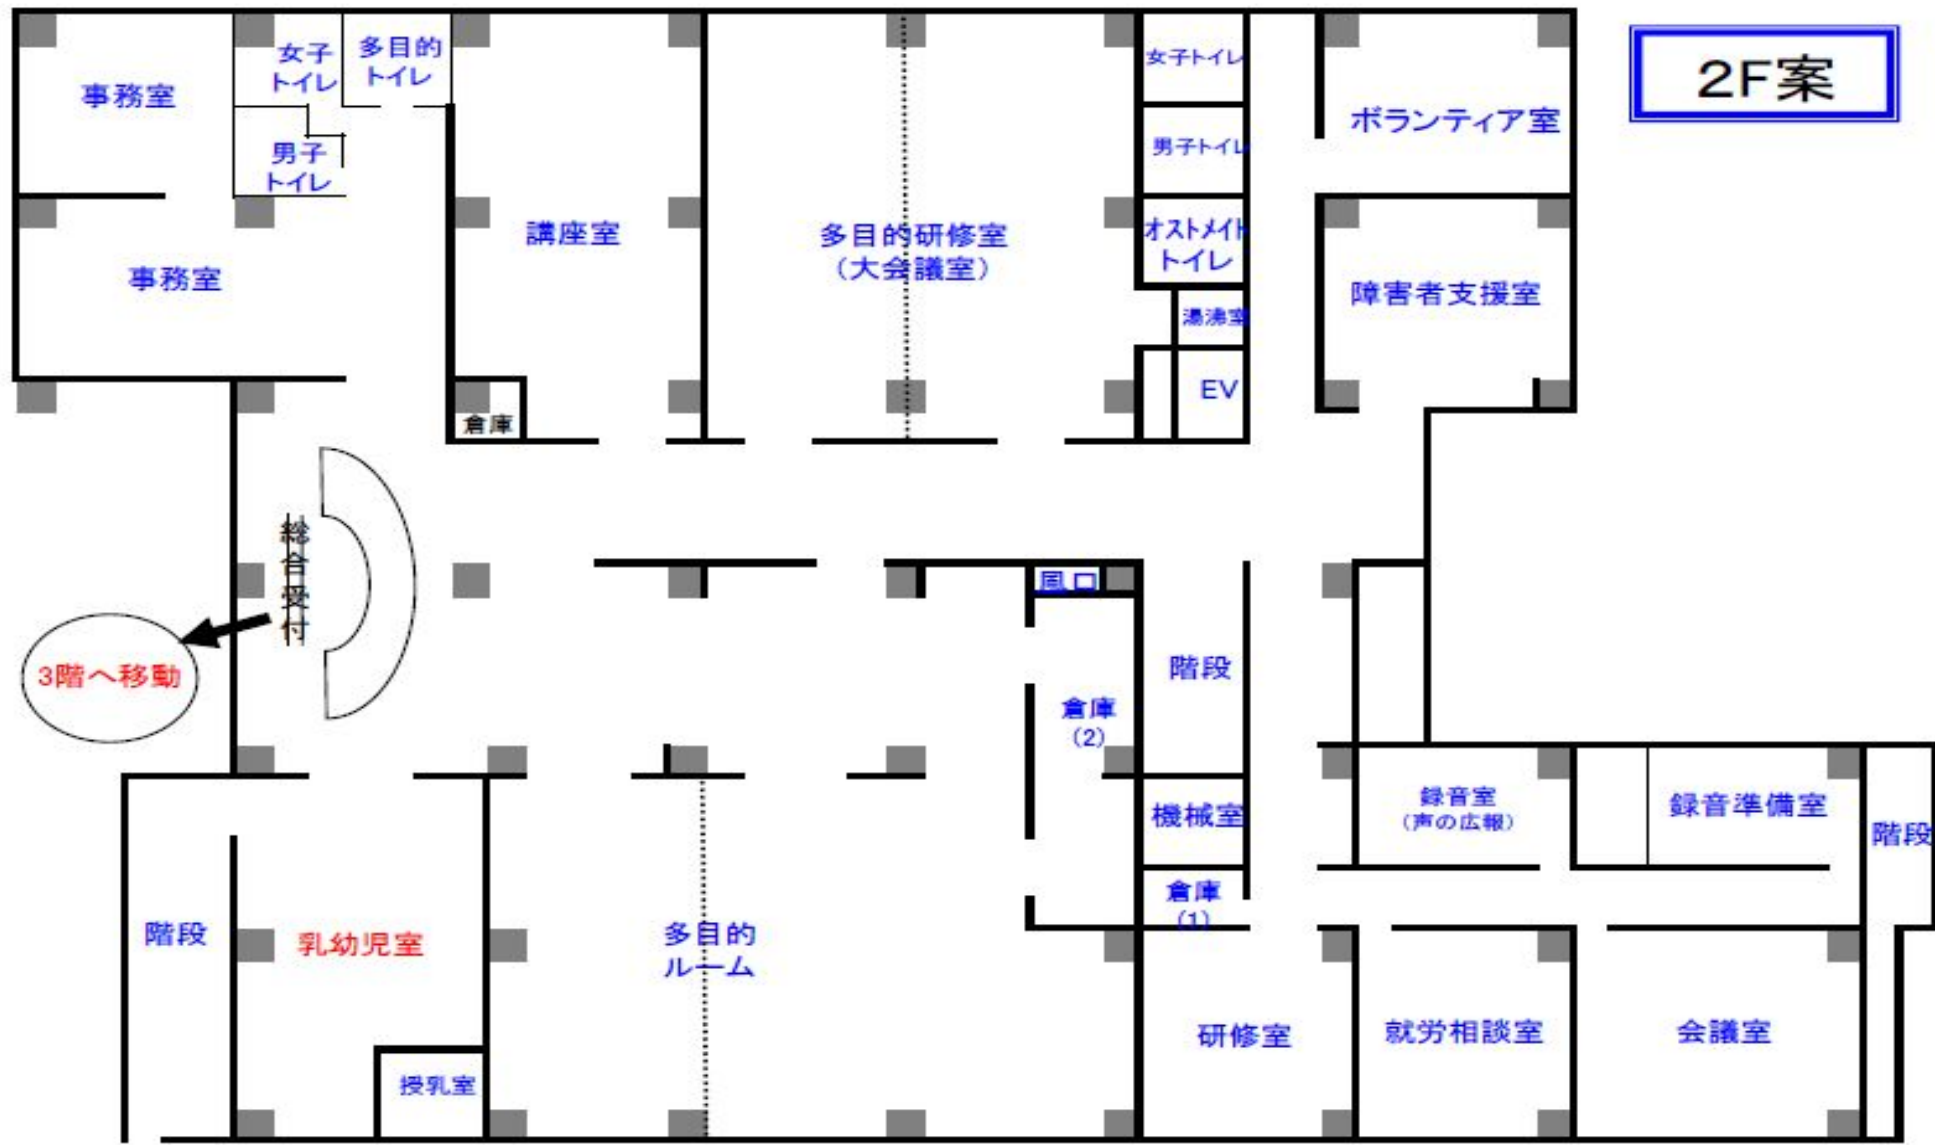 2F案
事務室
女子
トイレ
多目的
トイレ
男子
トイレ
事務室
講座室
倉庫
多目的研修室
（大会議室）
女子トイレ
男子トイレ
オストメイト
トイレ
湯沸室
EV
ボランティア室
障害者支援室
総合受付
3階へ移動
風口
倉庫
(2)
階段
機械室
倉庫
(1)
録音室
(声の広報)
録音準備室
階段
階段
乳幼児室
授乳室
多目的
ルーム
研修室
就労相談室
会議室